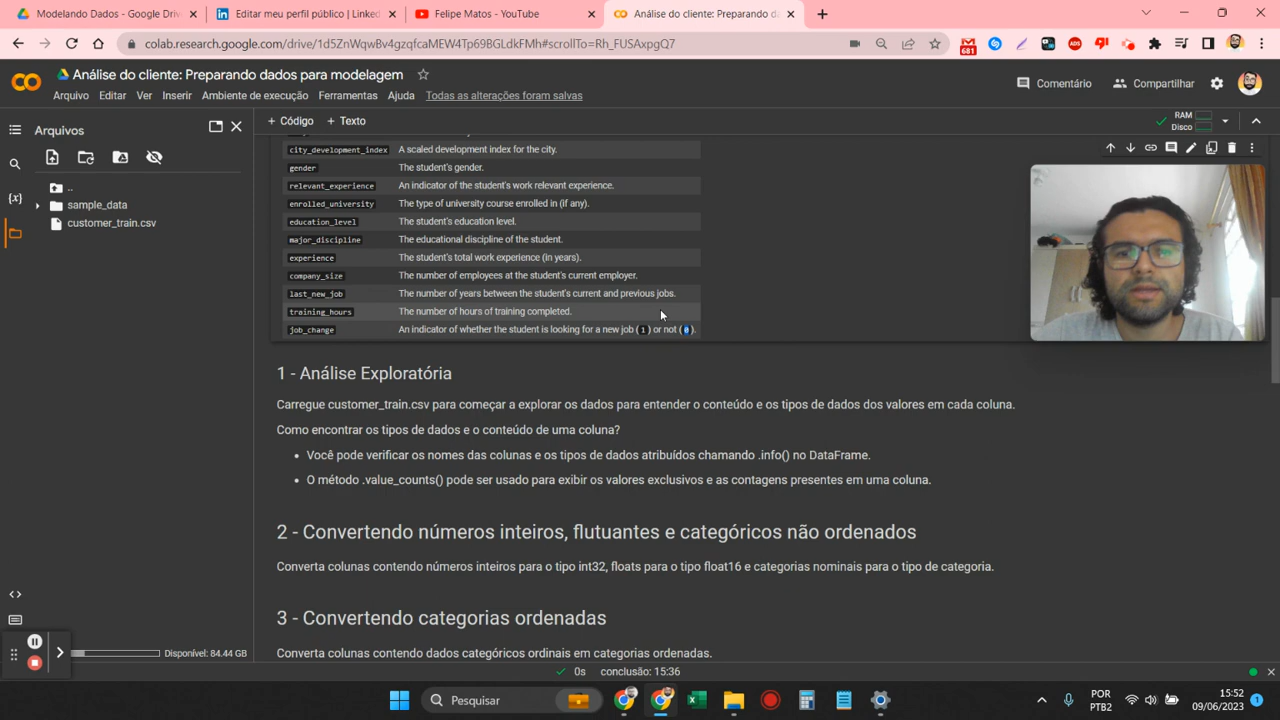 Modelando Dados - Google Driv
Editar meu perfil público | Linked
Felipe Matos - YouTube
Análise do cliente: Preparando da
colab.research.google.com/drive/1d5ZnWqwBv4gzqfcaMEW4Tp6BGLdkFMh#scrollTo=Rh_FUSAxpgQ7
681
ADS
Análise do cliente: Preparando dados para modelagem
Arquivo Editar Ver Inserir Ambiente de execução Ferramentas Ajuda Todas as alterações foram salvas
Comentário Compartilhar
+ Código + Texto
RAM
Disco
Arquivos
..
sample_data
customer_train.csv
city_development_index A scaled development index for the city.
gender The student's gender.
relevant_experience An indicator of the student's work relevant experience.
enrolled_university The type of university course enrolled in (if any).
education_level The student's education level.
major_discipline The educational discipline of the student.
experience The student's total work experience (in years).
company_size The number of employees at the student's current employer.
last_new_job The number of years between the student's current and previous jobs.
training_hours The number of hours of training completed.
job_change An indicator of whether the student is looking for a new job ( 1 ) or not ( 0 ).
1 - Análise Exploratória
Carregue customer_train.csv para começar a explorar os dados para entender o conteúdo e os tipos de dados dos valores em cada coluna.
Como encontrar os tipos de dados e o conteúdo de uma coluna?
• Você pode verificar os nomes das colunas e os tipos de dados atribuídos chamando .info() no DataFrame.
• O método .value_counts() pode ser usado para exibir os valores exclusivos e as contagens presentes em uma coluna.
2 - Convertendo números inteiros, flutuantes e categóricos não ordenados
Converta colunas contendo números inteiros para o tipo int32, floats para o tipo float16 e categorias nominais para o tipo de categoria.
3 - Convertendo categorias ordenadas
Converta colunas contendo dados categóricos ordinais em categorias ordenadas.
Disponível: 84.44 GB
0s conclusão: 15:36
Pesquisar
POR
PTB2
15:52
09/06/2023
1